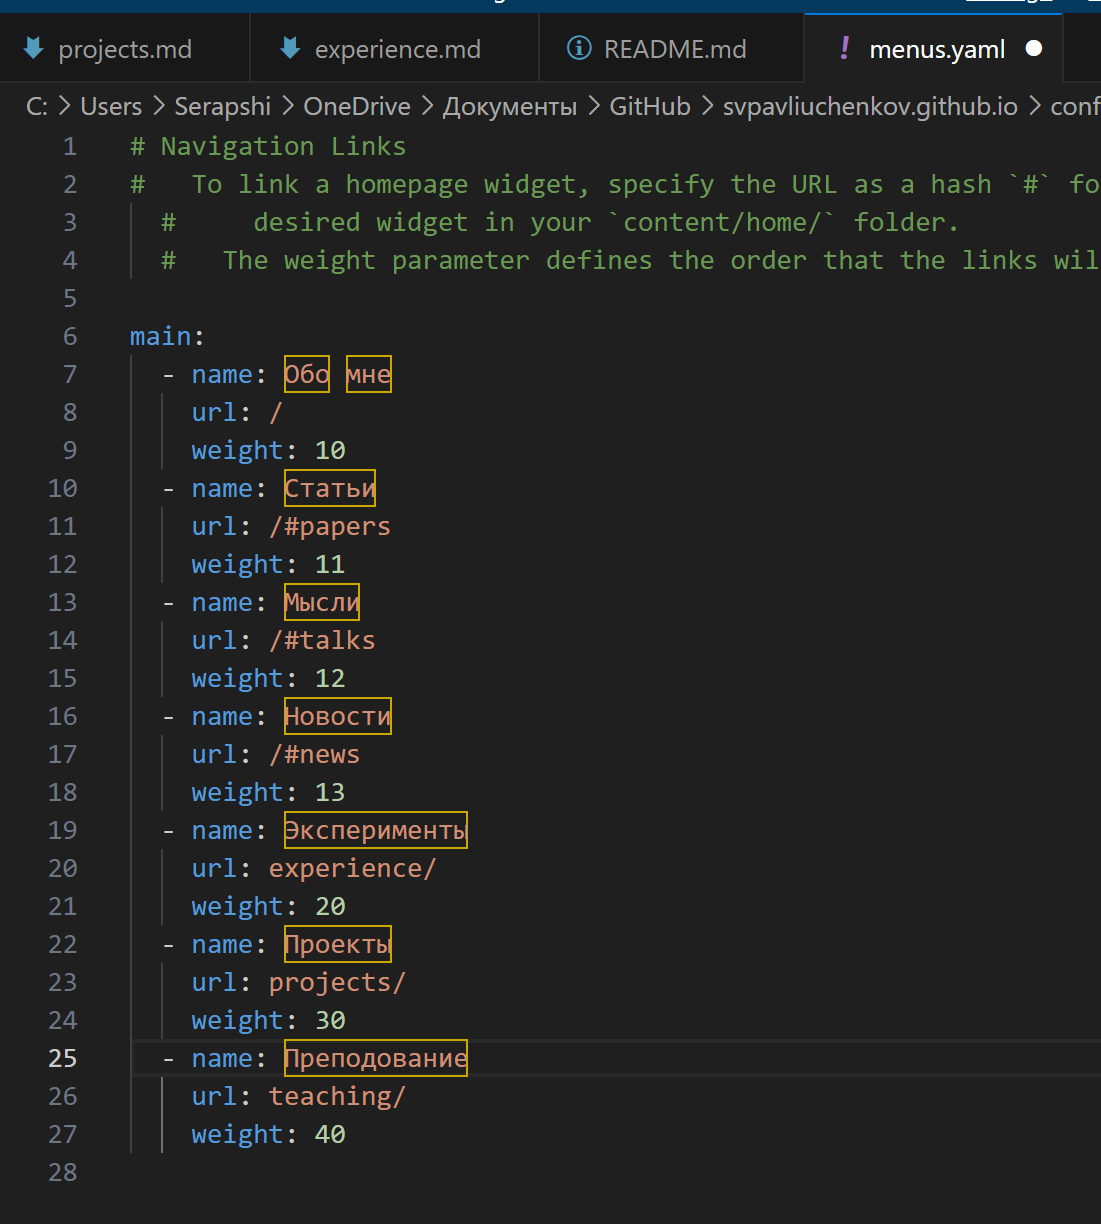 projects.md experience.md README.md ! menus.yaml
C: > Users > Serapshi > OneDrive > Документы > GitHub > svpavliuchenkov.github.io > conf
1 # Navigation Links
2 #   To link a homepage widget, specify the URL as a hash `#` fo
3   #     desired widget in your `content/home/` folder.
4   #   The weight parameter defines the order that the links wil
5
6 main:
7   - name: Обо мне
8     url: /
9     weight: 10
10   - name: Статьи
11     url: /#papers
12     weight: 11
13   - name: Мысли
14     url: /#talks
15     weight: 12
16   - name: Новости
17     url: /#news
18     weight: 13
19   - name: Эксперименты
20     url: experience/
21     weight: 20
22   - name: Проекты
23     url: projects/
24     weight: 30
25   - name: Преподование
26     url: teaching/
27     weight: 40
28